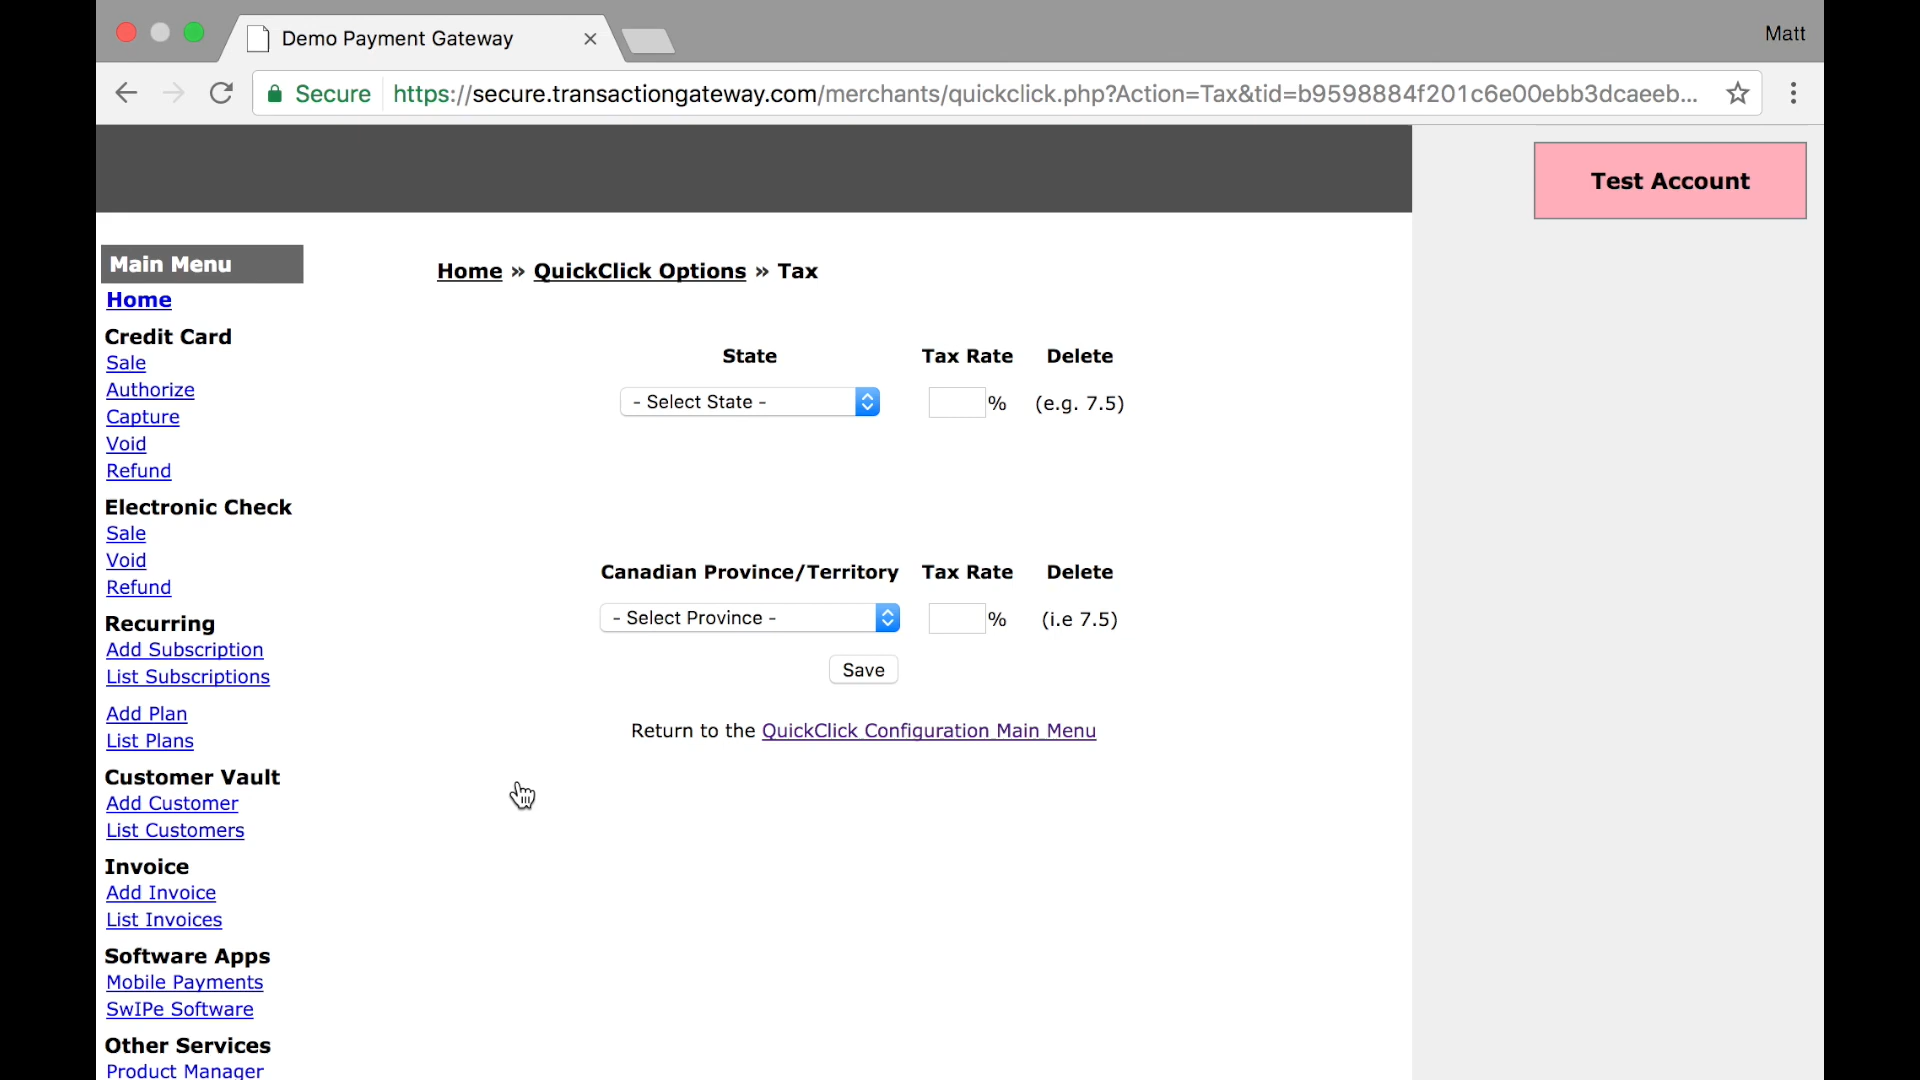 Demo Payment Gateway
Matt
Secure https://secure.transactiongateway.com/merchants/quickclick.php?Action=Tax&tid=b9598884f201c6e00ebb3dcaeeb...
Test Account
Main Menu
Home
Credit Card
Sale
Authorize
Capture
Void
Refund
Electronic Check
Sale
Void
Refund
Recurring
Add Subscription
List Subscriptions
Add Plan
List Plans
Customer Vault
Add Customer
List Customers
Invoice
Add Invoice
List Invoices
Software Apps
Mobile Payments
SwIPe Software
Other Services
Product Manager
Home » QuickClick Options » Tax
State Tax Rate Delete
- Select State - % (e.g. 7.5)
Canadian Province/Territory Tax Rate Delete
- Select Province - % (i.e 7.5)
Save
Return to the QuickClick Configuration Main Menu